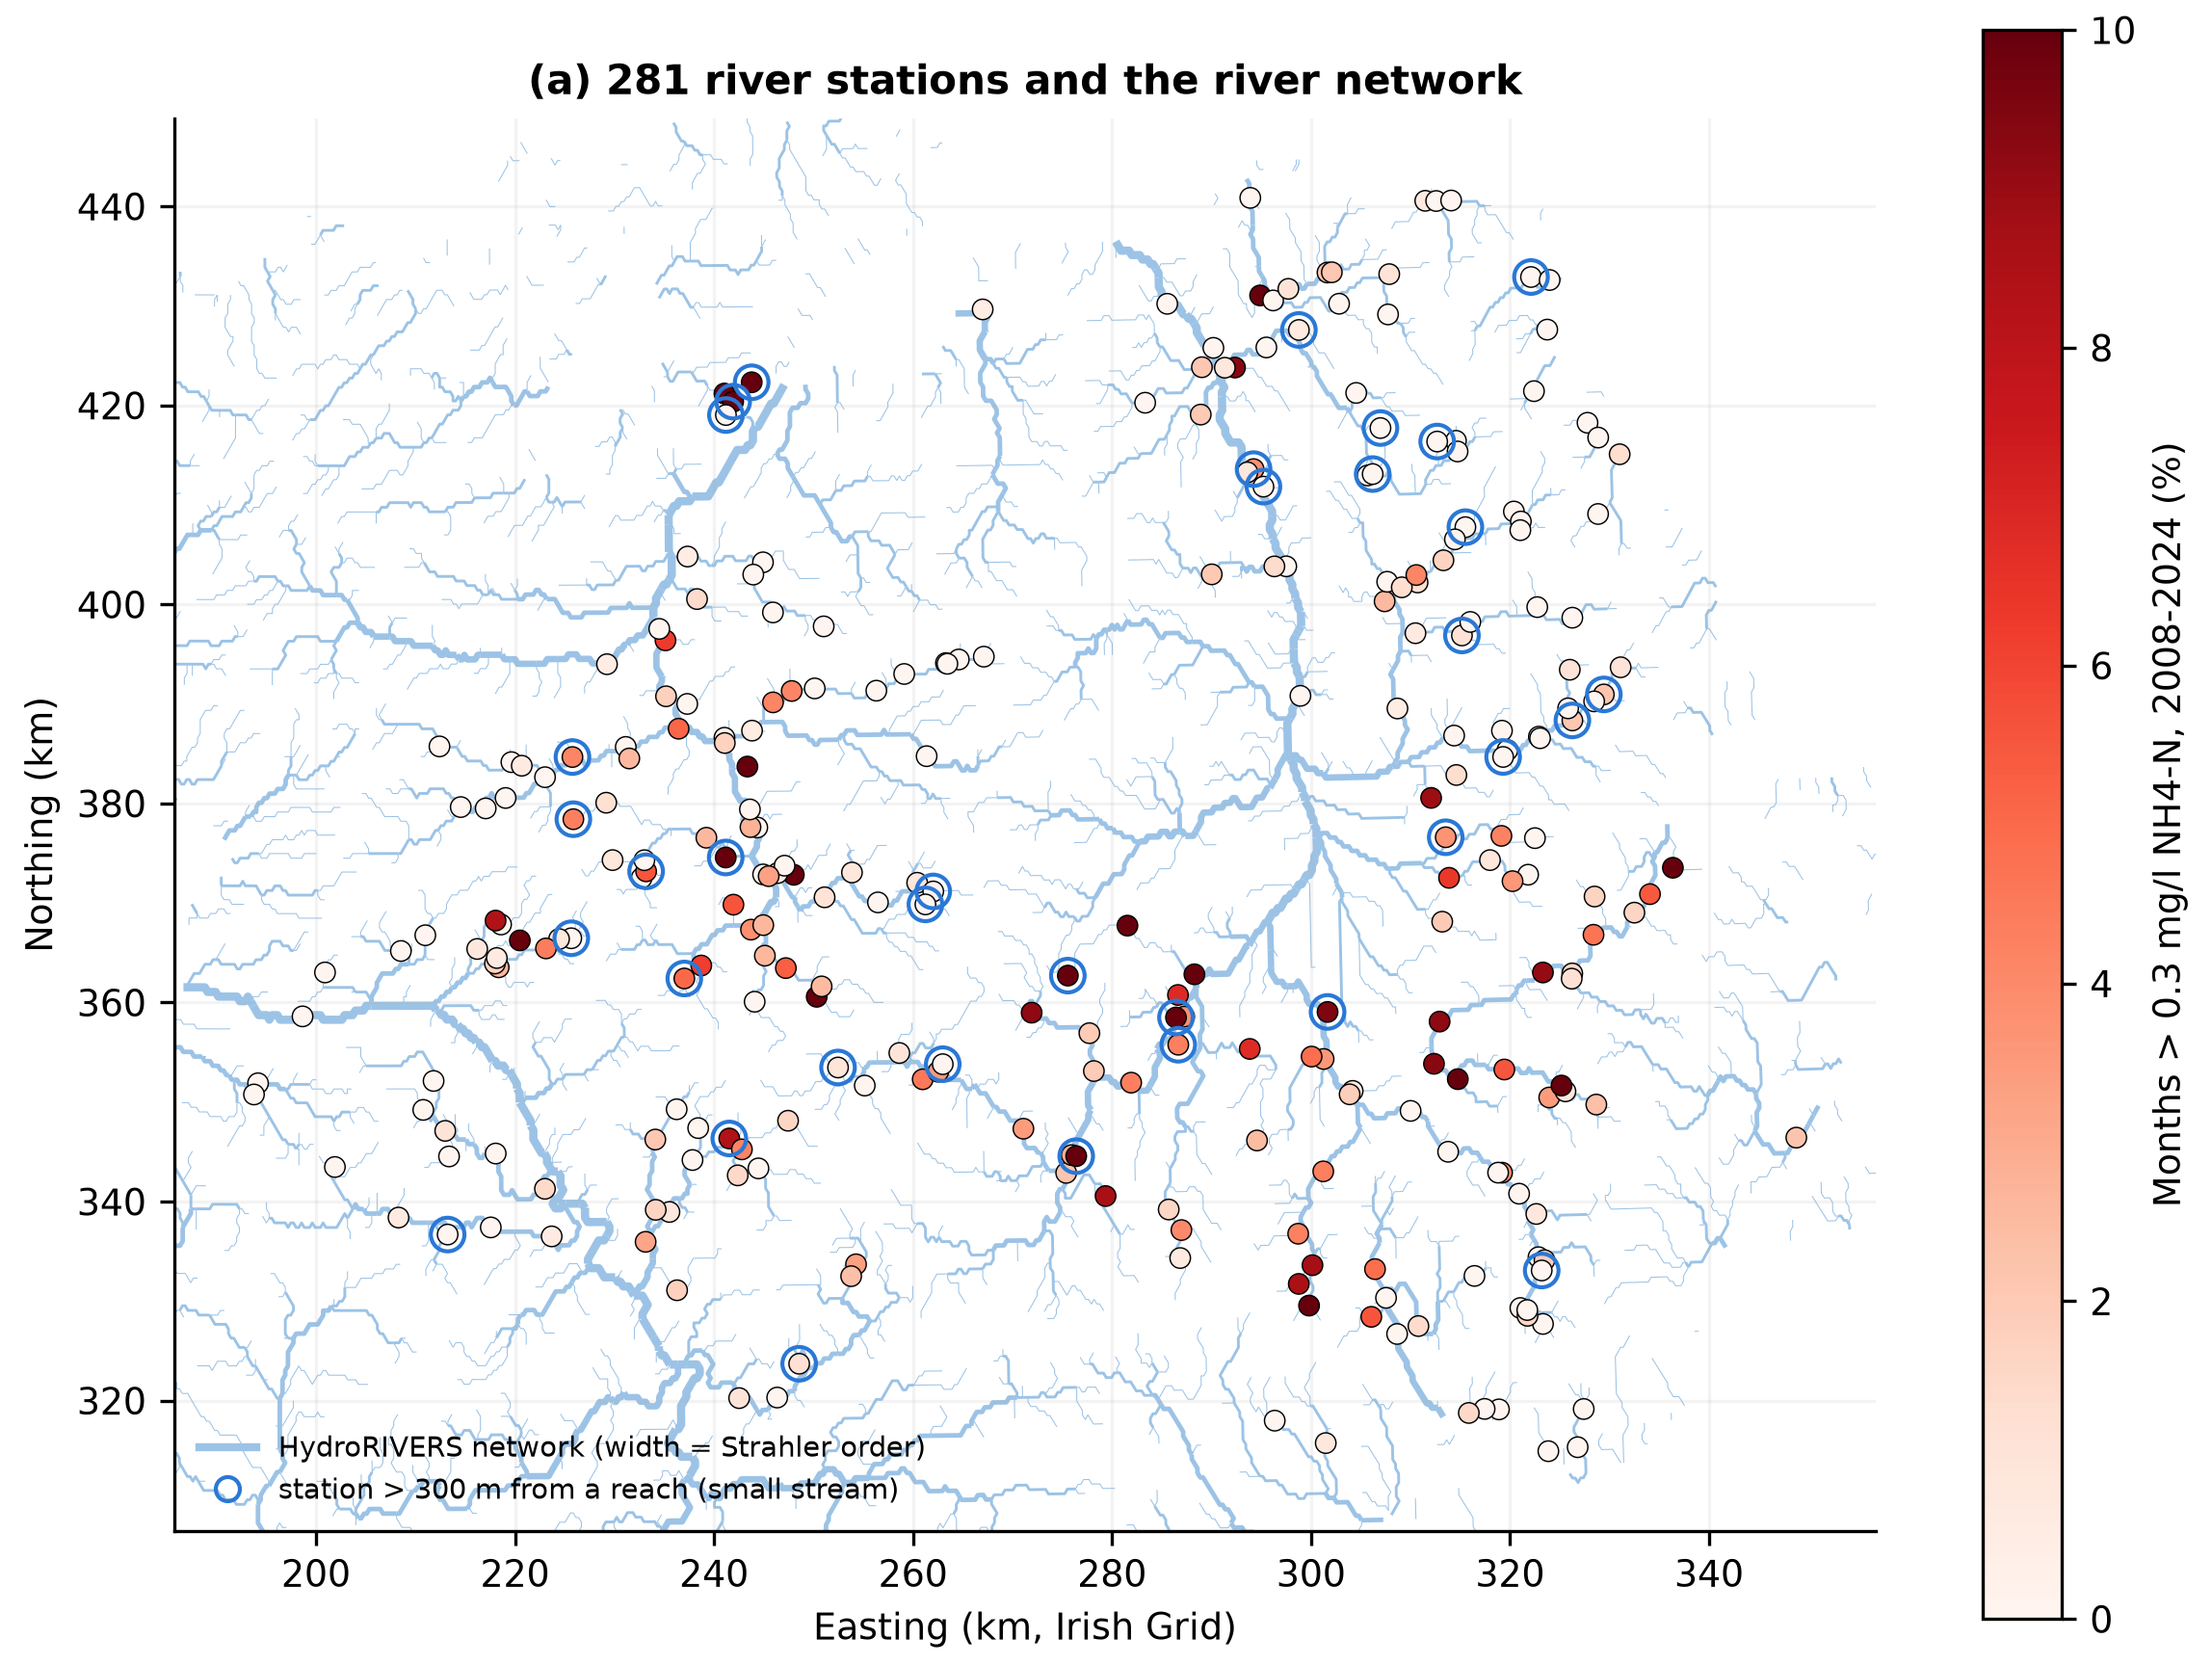 (a) 281 river stations and the river network
440
420
400
380
360
340
320
Northing (km)
HydroRIVERS network (width = Strahler order)
station > 300 m from a reach (small stream)
200 220 240 260 280 300 320 340
Easting (km, Irish Grid)
10
8
6
4
2
0
Months > 0.3 mg/l NH4-N, 2008-2024 (%)